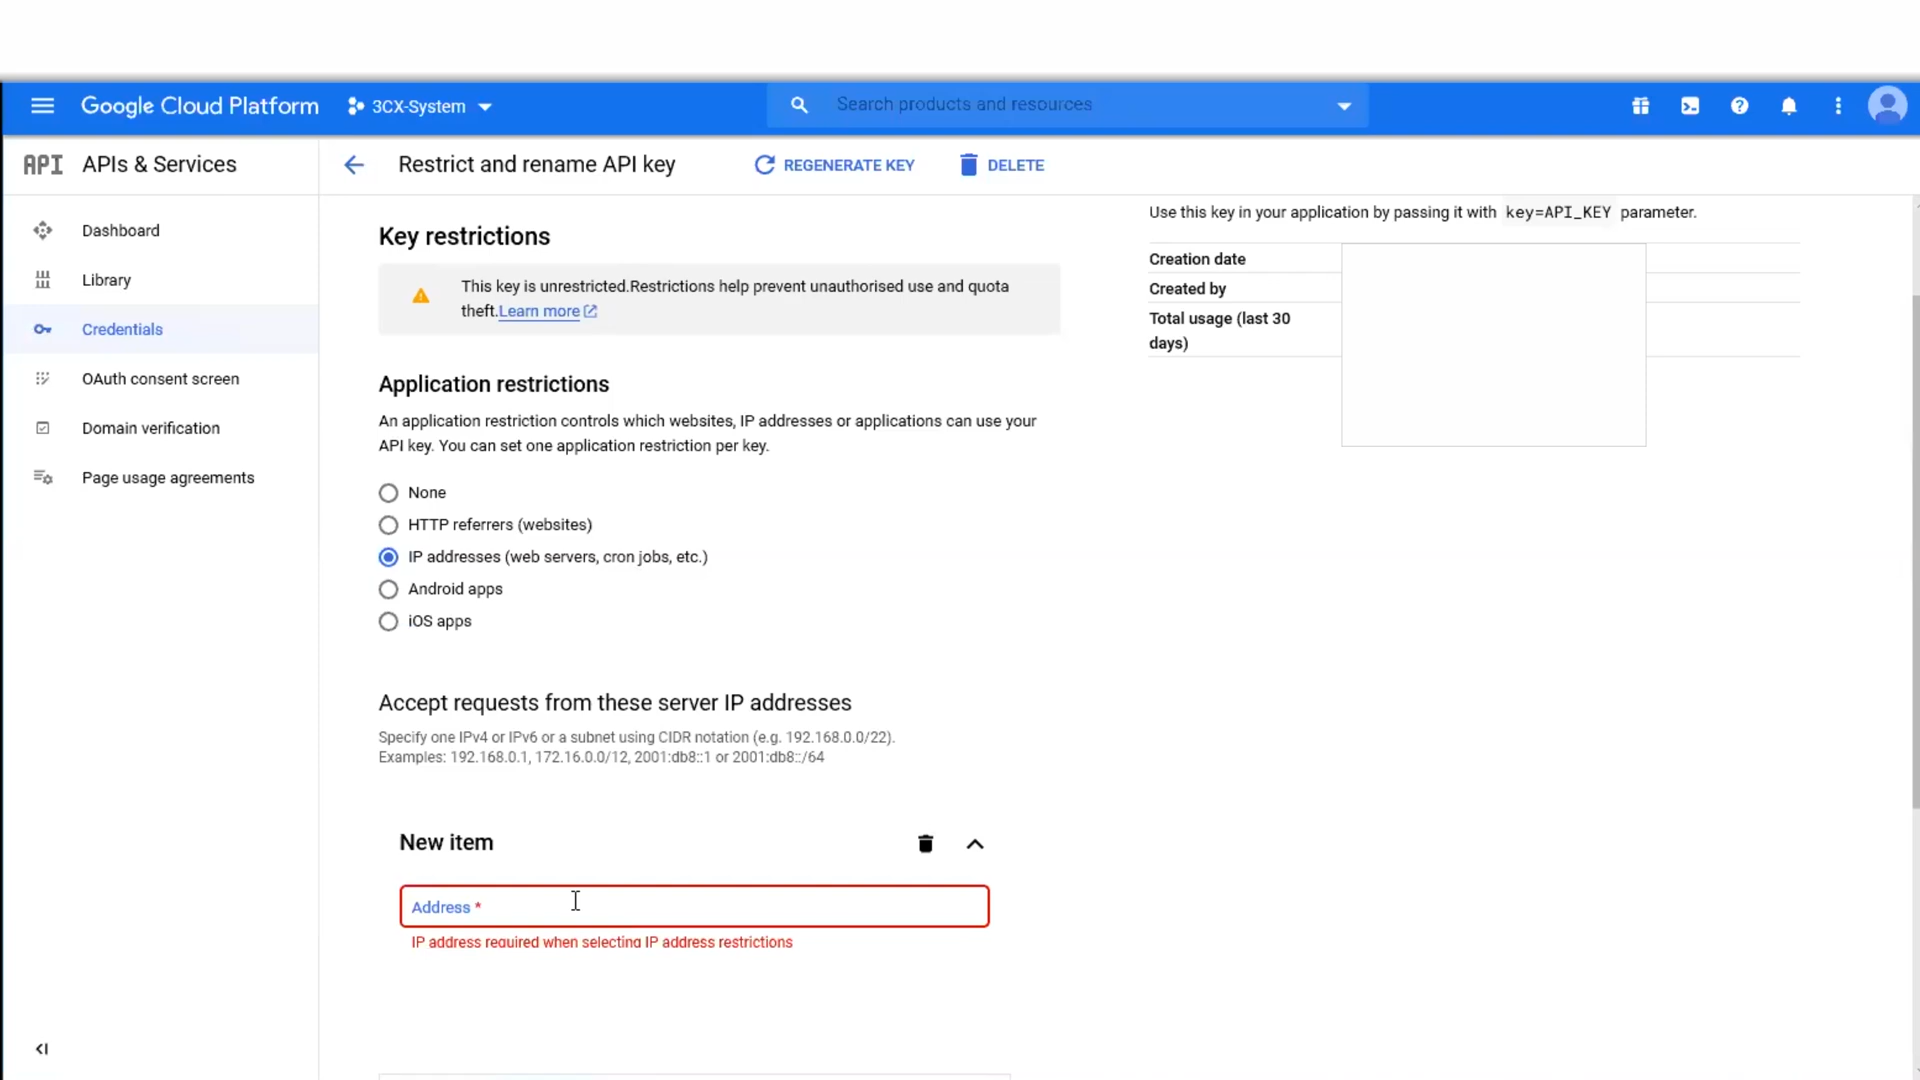 Google Cloud Platform
3CX-System
Search products and resources
API
APIs & Services
Restrict and rename API key
REGENERATE KEY
DELETE
Dashboard
Library
Credentials
OAuth consent screen
Domain verification
Page usage agreements
Key restrictions
This key is unrestricted.Restrictions help prevent unauthorised use and quota
theft.Learn more
Application restrictions
An application restriction controls which websites, IP addresses or applications can use your
API key. You can set one application restriction per key.
None
HTTP referrers (websites)
IP addresses (web servers, cron jobs, etc.)
Android apps
iOS apps
Accept requests from these server IP addresses
Specify one IPv4 or IPv6 or a subnet using CIDR notation (e.g. 192.168.0.0/22).
Examples: 192.168.0.1, 172.16.0.0/12, 2001:db8::1 or 2001:db8::/64
New item
Address *
IP address required when selecting IP address restrictions
Use this key in your application by passing it with key=API_KEY parameter.
Creation date
Created by
Total usage (last 30
days)